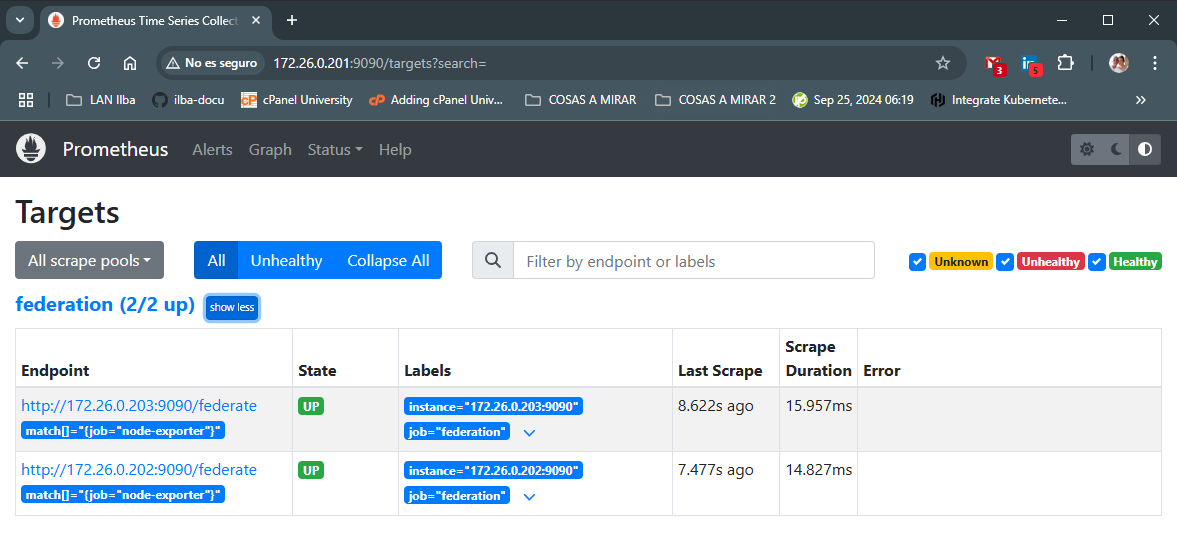 Prometheus Time Series Collect
No es seguro 172.26.0.201:9090/targets?search=
3
5
LAN Ilba
ilba-docu
cPanel University
Adding cPanel Univ...
COSAS A MIRAR
COSAS A MIRAR 2
Sep 25, 2024 06:19
Integrate Kubernete...
Prometheus Alerts Graph Status Help
Targets
All scrape pools
All Unhealthy Collapse All
Filter by endpoint or labels
Unknown Unhealthy Healthy
federation (2/2 up) show less
Endpoint State Labels Last Scrape Scrape Duration Error
http://172.26.0.203:9090/federate UP instance="172.26.0.203:9090" 8.622s ago 15.957ms
match[]="{job="node-exporter"}" job="federation"
http://172.26.0.202:9090/federate UP instance="172.26.0.202:9090" 7.477s ago 14.827ms
match[]="{job="node-exporter"}" job="federation"